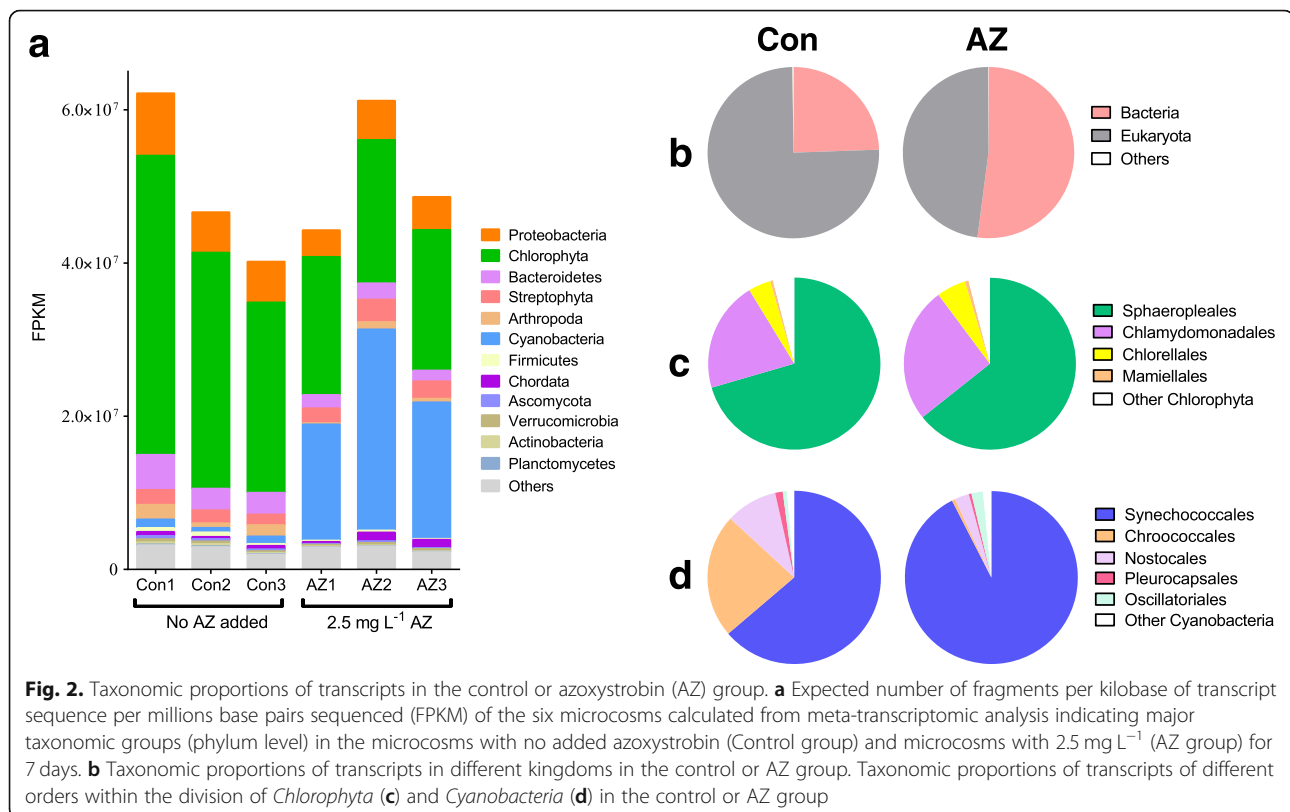 a
Con
AZ
6.0×10⁷
4.0×10⁷
2.0×10⁷
0
FPKM
Con1 Con2 Con3 AZ1 AZ2 AZ3
No AZ added
2.5 mg L⁻¹ AZ
Proteobacteria
Chlorophyta
Bacteroidetes
Streptophyta
Arthropoda
Cyanobacteria
Firmicutes
Chordata
Ascomycota
Verrucomicrobia
Actinobacteria
Planctomycetes
Others
b
Bacteria
Eukaryota
Others
c
Sphaeropleales
Chlamydomonadales
Chlorellales
Mamiellales
Other Chlorophyta
d
Synechococcales
Chroococcales
Nostocales
Pleurocapsales
Oscillatoriales
Other Cyanobacteria
Fig. 2. Taxonomic proportions of transcripts in the control or azoxystrobin (AZ) group. a Expected number of fragments per kilobase of transcript
sequence per millions base pairs sequenced (FPKM) of the six microcosms calculated from meta-transcriptomic analysis indicating major
taxonomic groups (phylum level) in the microcosms with no added azoxystrobin (Control group) and microcosms with 2.5 mg L⁻¹ (AZ group) for
7 days. b Taxonomic proportions of transcripts in different kingdoms in the control or AZ group. Taxonomic proportions of transcripts of different
orders within the division of Chlorophyta (c) and Cyanobacteria (d) in the control or AZ group